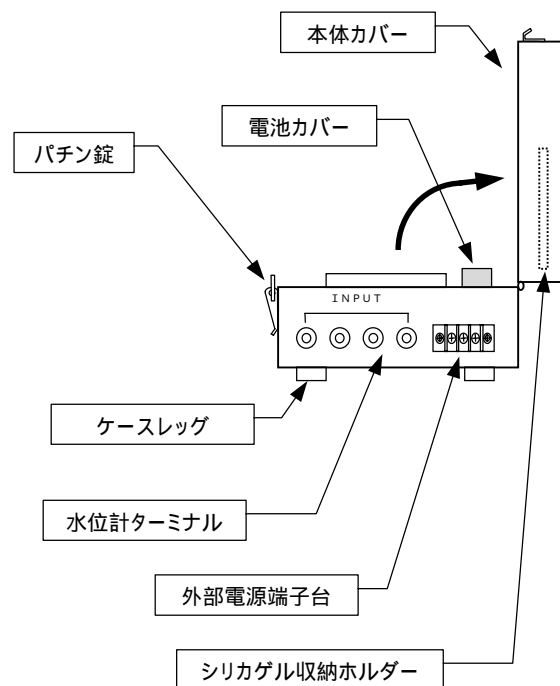 本体カバー
電池カバー
パチン錠
INPUT
ケースレッグ
水位計ターミナル
外部電源端子台
シリカゲル収納ホルダー